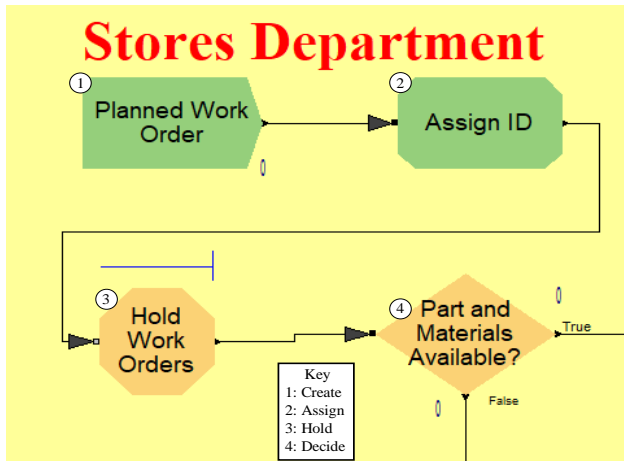 Stores Department
1
Planned Work
Order
0
2
Assign ID
3
Hold
Work
Orders
4
Part and
Materials
Available?
0
True
0
False
Key
1: Create
2: Assign
3: Hold
4: Decide